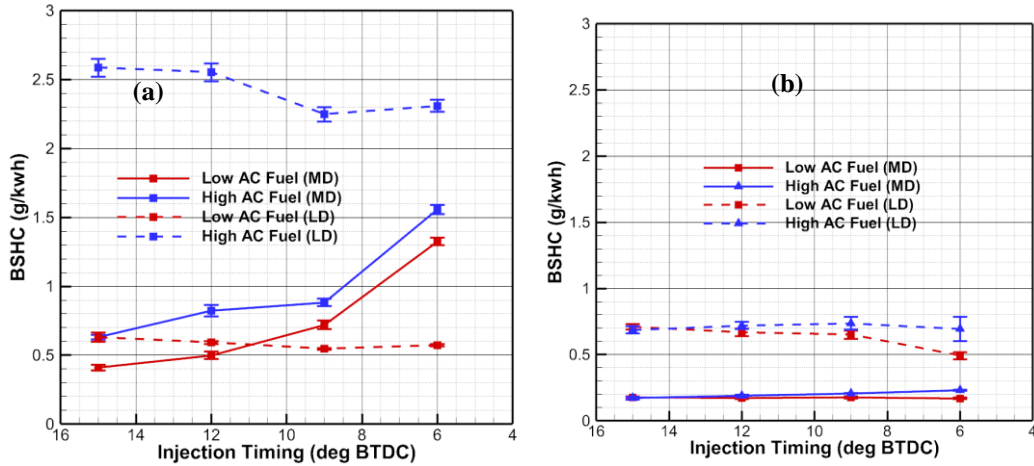 3
2.5
2
1.5
1
0.5
0
BSHC (g/kwh)
(a)
Low AC Fuel (MD)
High AC Fuel (MD)
Low AC Fuel (LD)
High AC Fuel (LD)
16 14 12 10 8 6 4
Injection Timing (deg BTDC)
3
2.5
2
1.5
1
0.5
0
BSHC (g/kwh)
(b)
Low AC Fuel (MD)
High AC Fuel (MD)
Low AC Fuel (LD)
High AC Fuel (LD)
16 14 12 10 8 6 4
Injection Timing (deg BTDC)